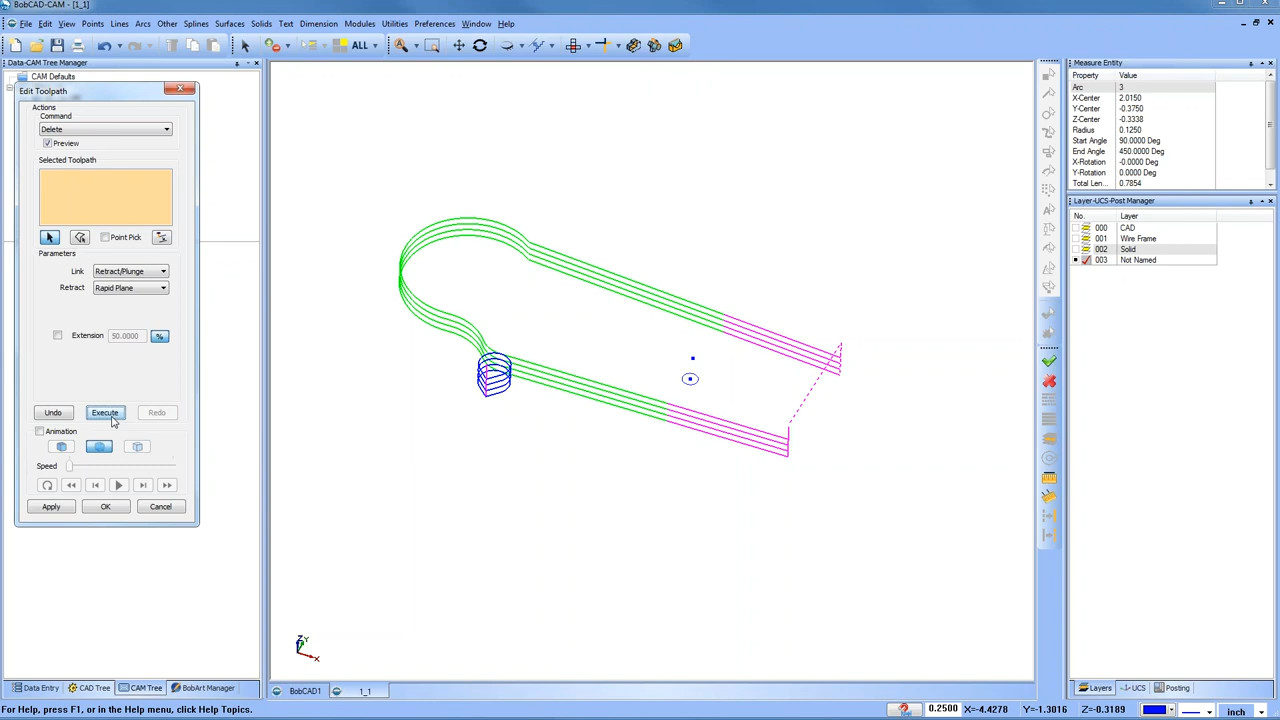 BobCAD-CAM - [1_1]
File Edit View Points Lines Arcs Other Splines Surfaces Solids Text Dimension Modules Utilities Preferences Window Help
ALL
Data-CAM Tree Manager
CAM Defaults
Edit Toolpath
Actions
Command
Delete
Preview
Selected Toolpath
Point Pick
Parameters
Link Retract/Plunge
Retract Rapid Plane
Extension 50.0000 %
Undo Execute Redo
Animation
Speed
Apply OK Cancel
Z Y
X
Measure Entity
Property Value
Arc 3
X-Center 2.0150
Y-Center -0.3750
Z-Center -0.3338
Radius 0.1250
Start Angle 90.0000 Deg
End Angle 450.0000 Deg
X-Rotation -0.0000 Deg
Y-Rotation 0.0000 Deg
Total Len... 0.7854
Layer-UCS-Post Manager
No. Layer
000 CAD
001 Wire Frame
002 Solid
003 Not Named
Data Entry CAD Tree CAM Tree BobArt Manager
BobCAD1 1_1
Layers UCS Posting
For Help, press F1, or in the Help menu, click Help Topics.
0.2500 X=-4.4278 Y=-1.3016 Z=-0.3189 inch